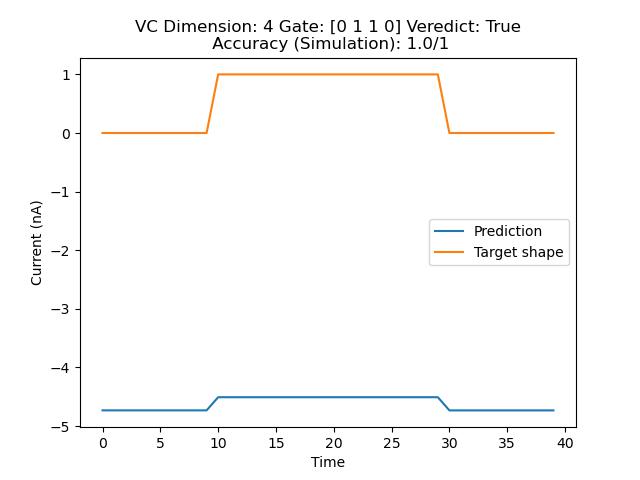 VC Dimension: 4 Gate: [0 1 1 0] Veredict: True
Accuracy (Simulation): 1.0/1
1
0
−1
−2
−3
−4
−5
Current (nA)
Prediction
Target shape
0 5 10 15 20 25 30 35 40
Time